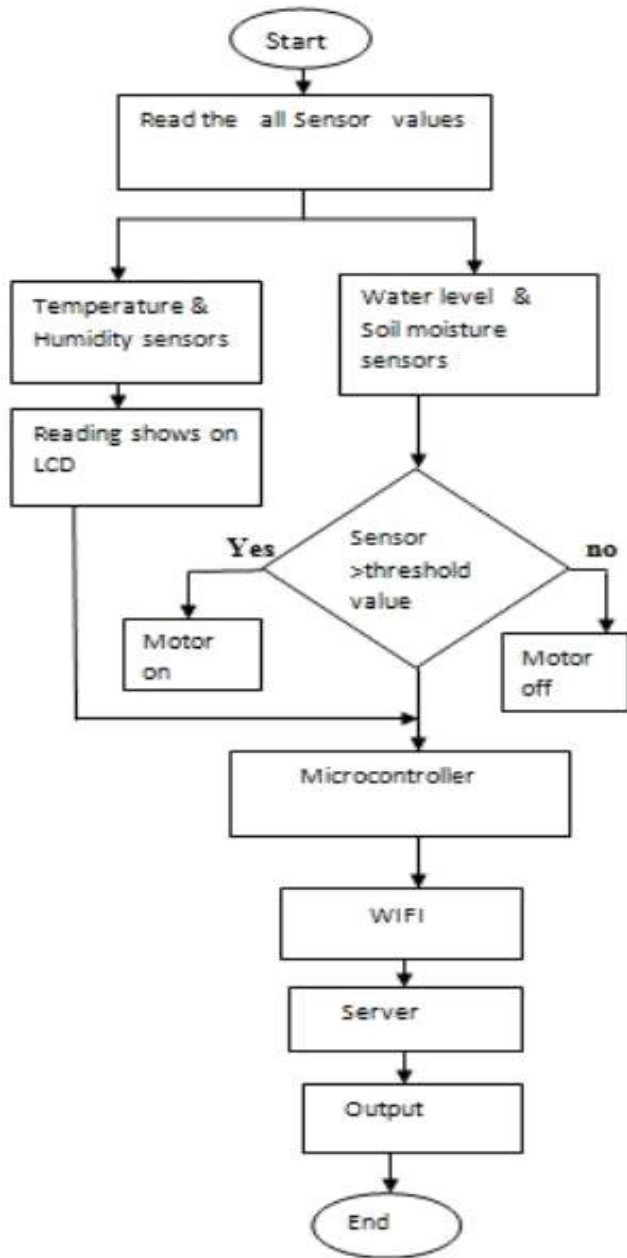 Start
Read the all Sensor values
Temperature &
Humidity sensors
Water level &
Soil moisture
sensors
Reading shows on
LCD
Yes
Sensor
>threshold
value
no
Motor
on
Motor
off
Microcontroller
WIFI
Server
Output
End